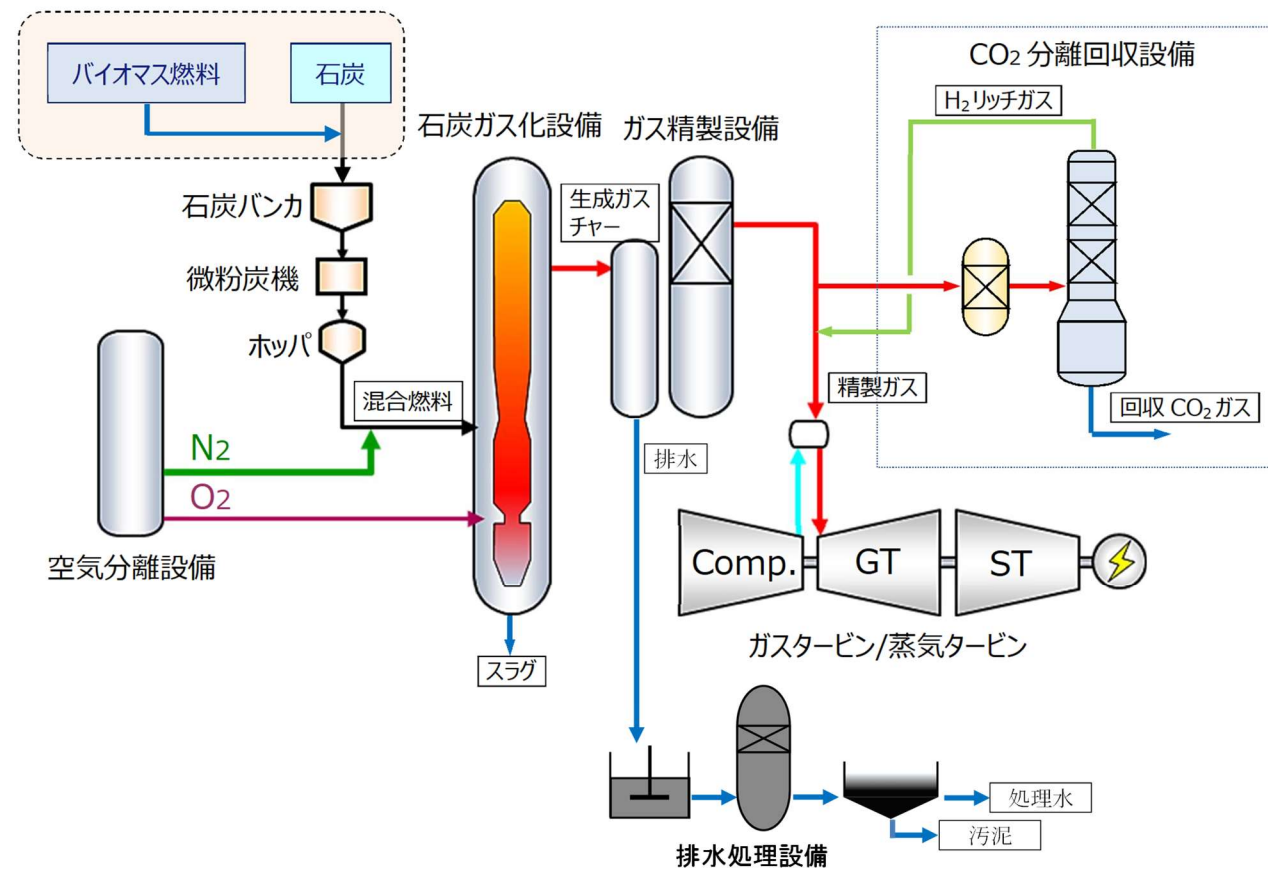 バイオマス燃料
石炭
CO2 分離回収設備
H2リッチガス
石炭ガス化設備
ガス精製設備
石炭バンカ
生成ガス
チャー
微粉炭機
ホッパ
混合燃料
精製ガス
回収 CO2 ガス
N2
排水
O2
空気分離設備
Comp.
GT
ST
ガスタービン/蒸気タービン
スラグ
処理水
汚泥
排水処理設備